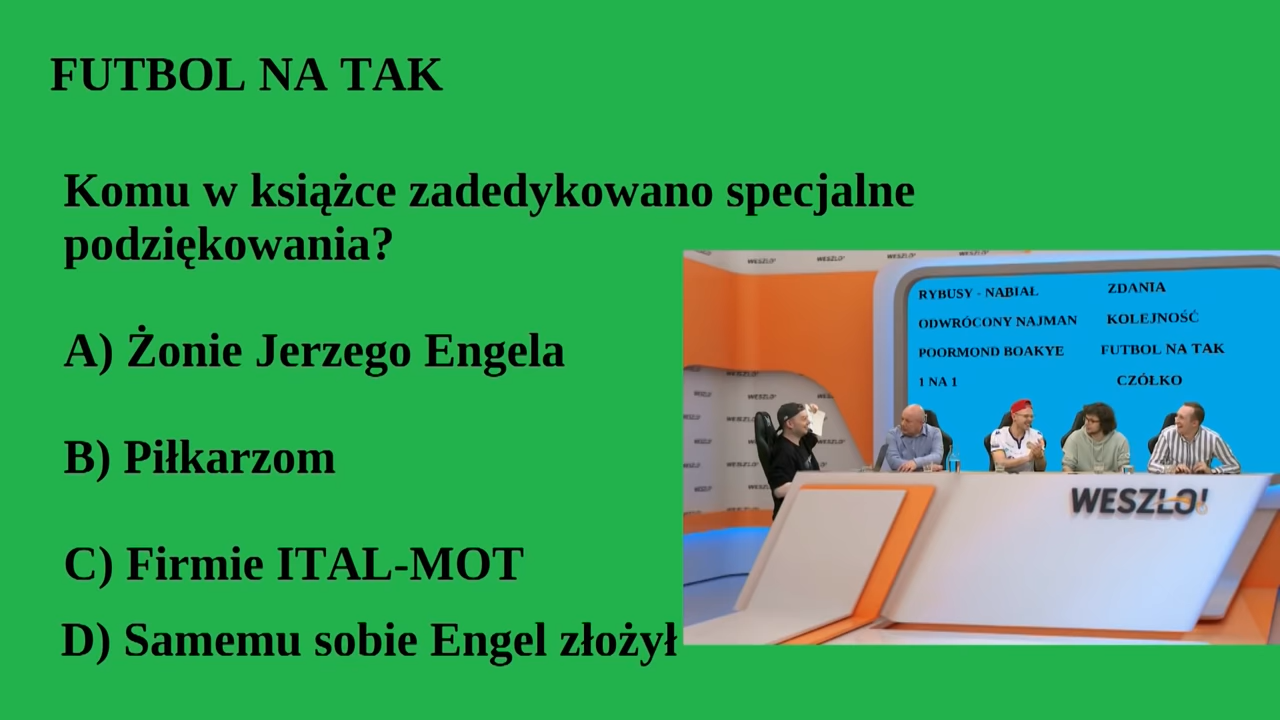 FUTBOL NA TAK
Komu w książce zadedykowano specjalne
podziękowania?
A) Żonie Jerzego Engela
B) Piłkarzom
C) Firmie ITAL-MOT
D) Samemu sobie Engel złożył
RYBUSY - NABIAŁ
ZDANIA
ODWRÓCONY NAJMAN
KOLEJNOŚĆ
POORMOND BOAKYE
FUTBOL NA TAK
1 NA 1
CZÓŁKO
WESZŁO!